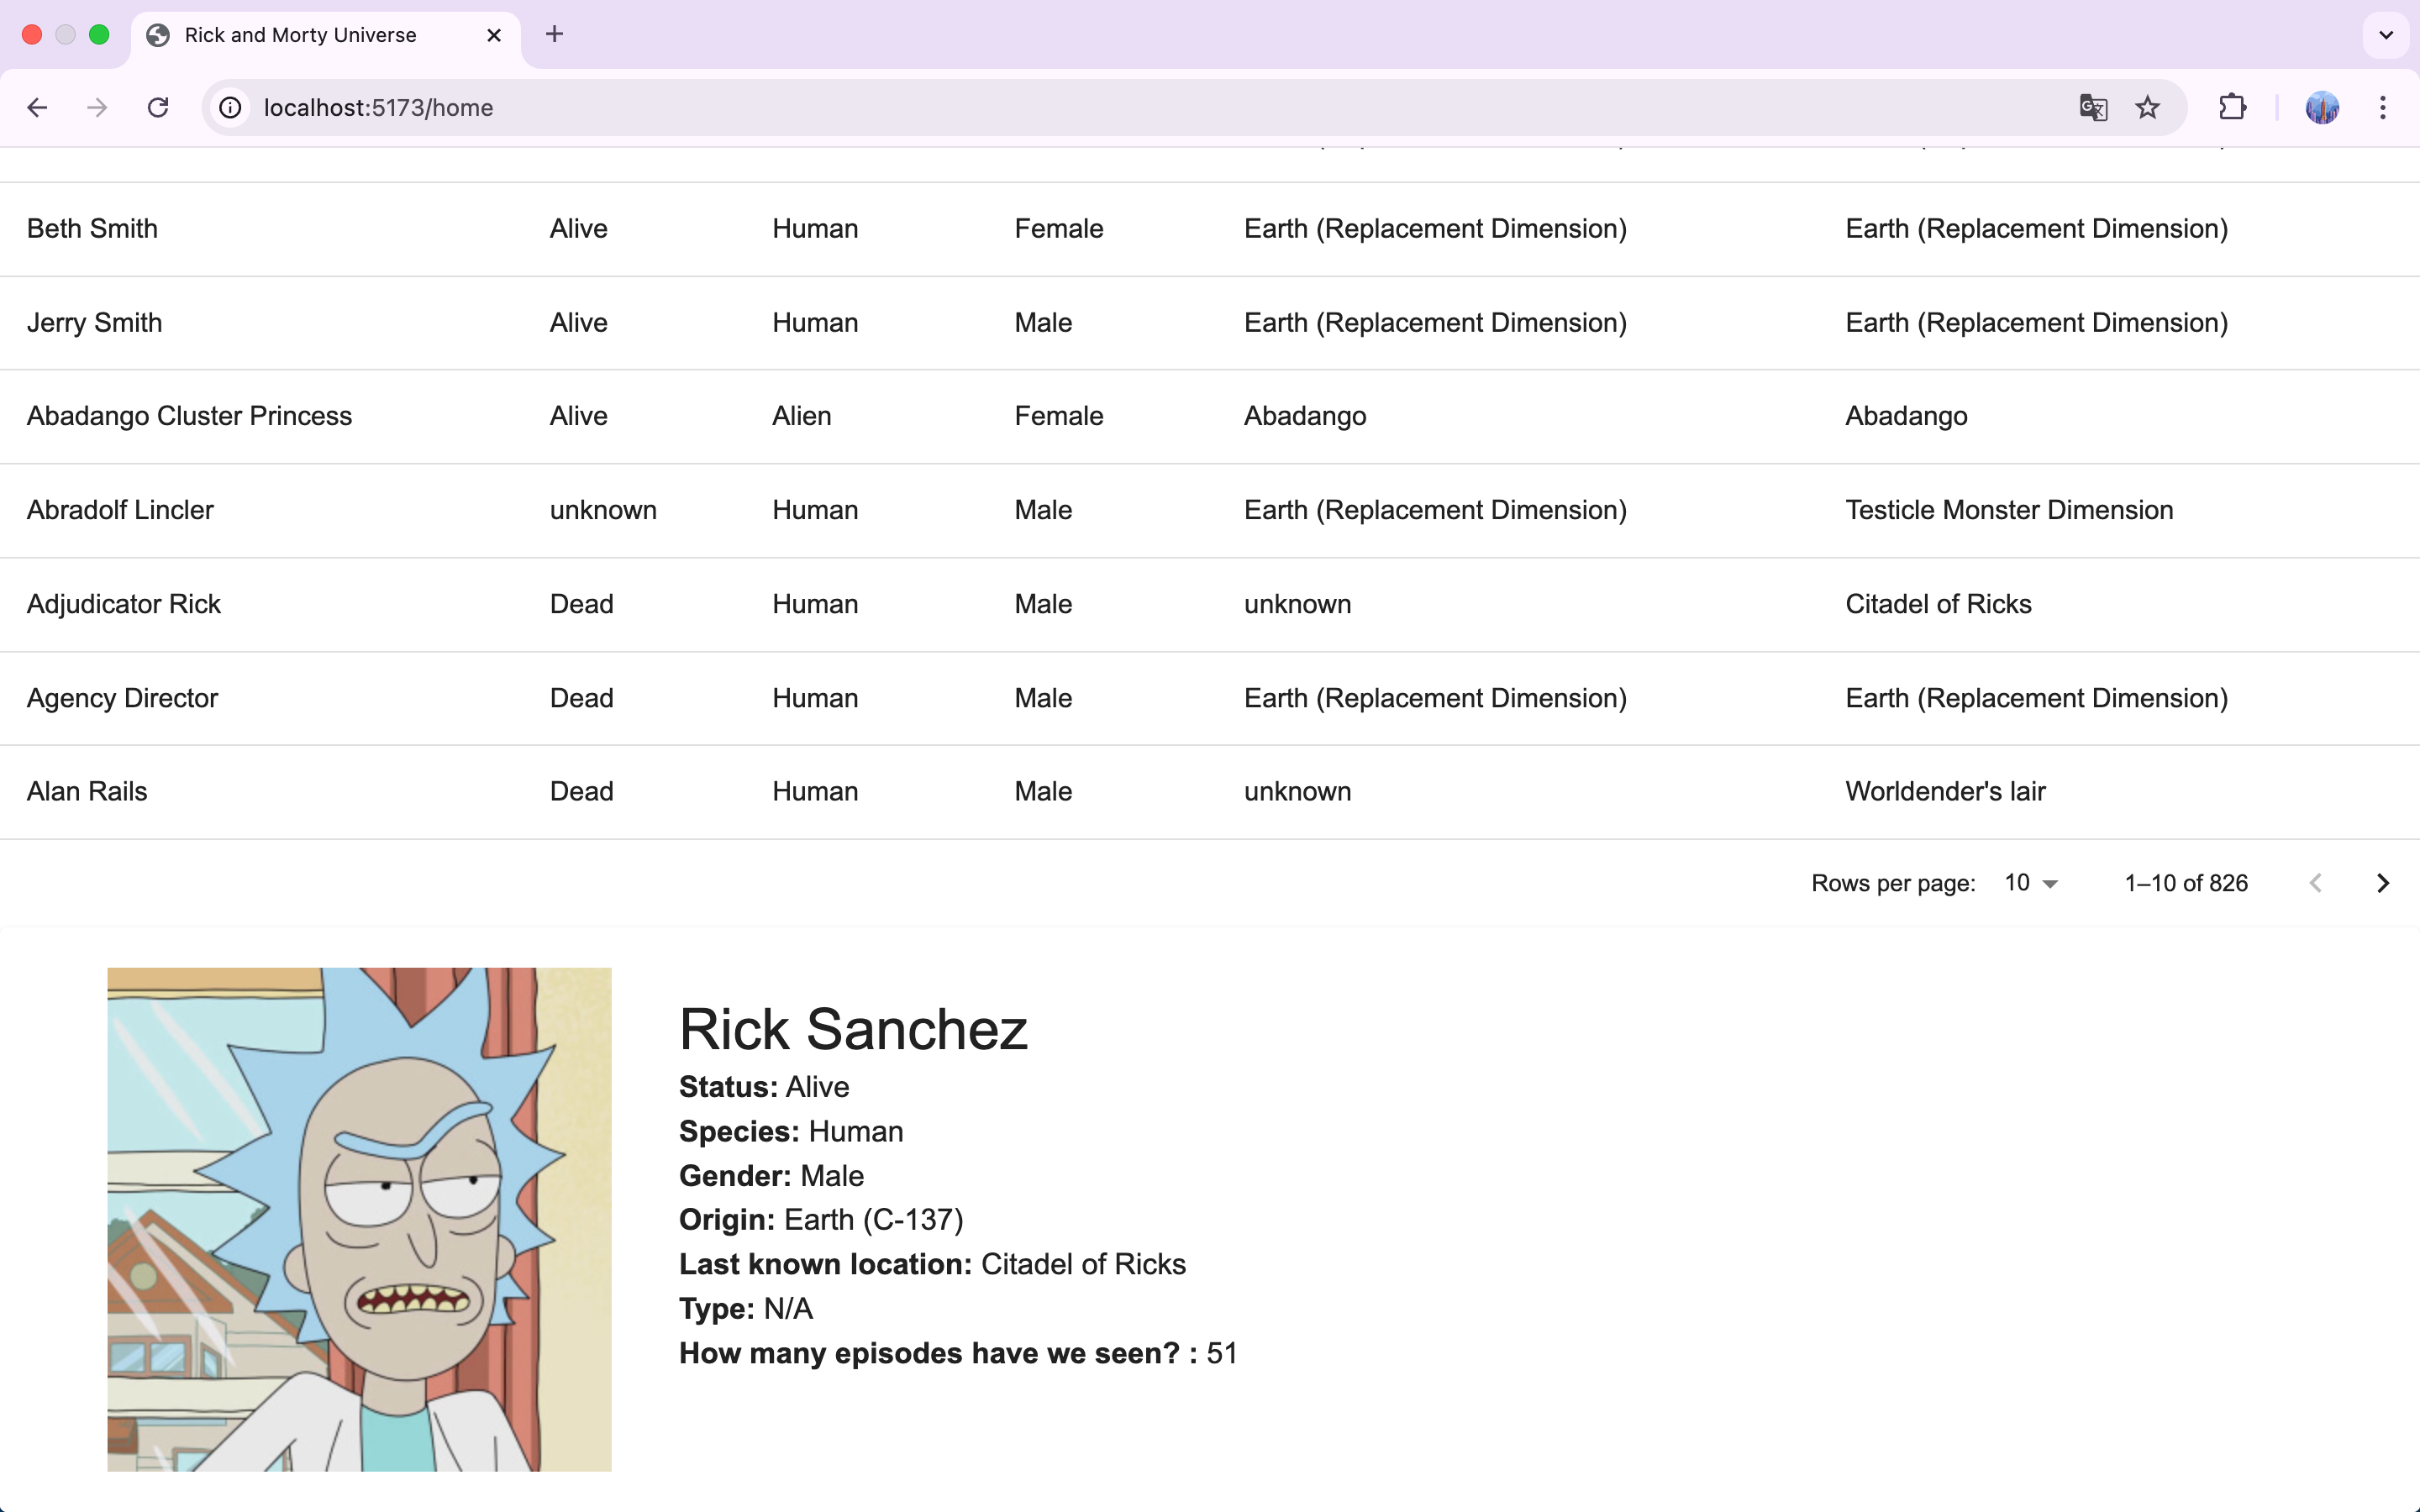 Rick and Morty Universe
localhost:5173/home
Beth Smith Alive Human Female Earth (Replacement Dimension) Earth (Replacement Dimension)
Jerry Smith Alive Human Male Earth (Replacement Dimension) Earth (Replacement Dimension)
Abadango Cluster Princess Alive Alien Female Abadango Abadango
Abradolf Lincler unknown Human Male Earth (Replacement Dimension) Testicle Monster Dimension
Adjudicator Rick Dead Human Male unknown Citadel of Ricks
Agency Director Dead Human Male Earth (Replacement Dimension) Earth (Replacement Dimension)
Alan Rails Dead Human Male unknown Worldender's lair
Rows per page: 10 1–10 of 826
Rick Sanchez
Status: Alive
Species: Human
Gender: Male
Origin: Earth (C-137)
Last known location: Citadel of Ricks
Type: N/A
How many episodes have we seen? : 51